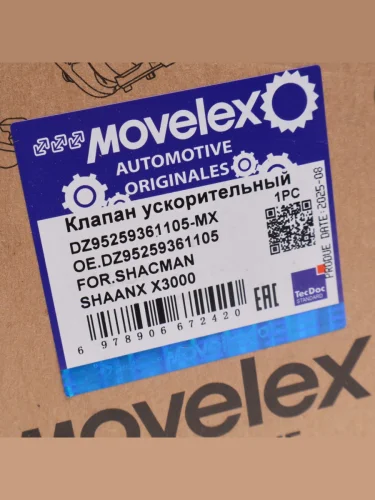 Movelex
AUTOMOTIVE
ORIGINALES
Клапан ускорительный
DZ95259361105-MX
1PC
OE.DZ95259361105
FOR.SHACMAN
SHAANX X3000
PRODUE DATE:2025-08
EAC
TecDoc
STANDARD
6 978906 672420
Movelex